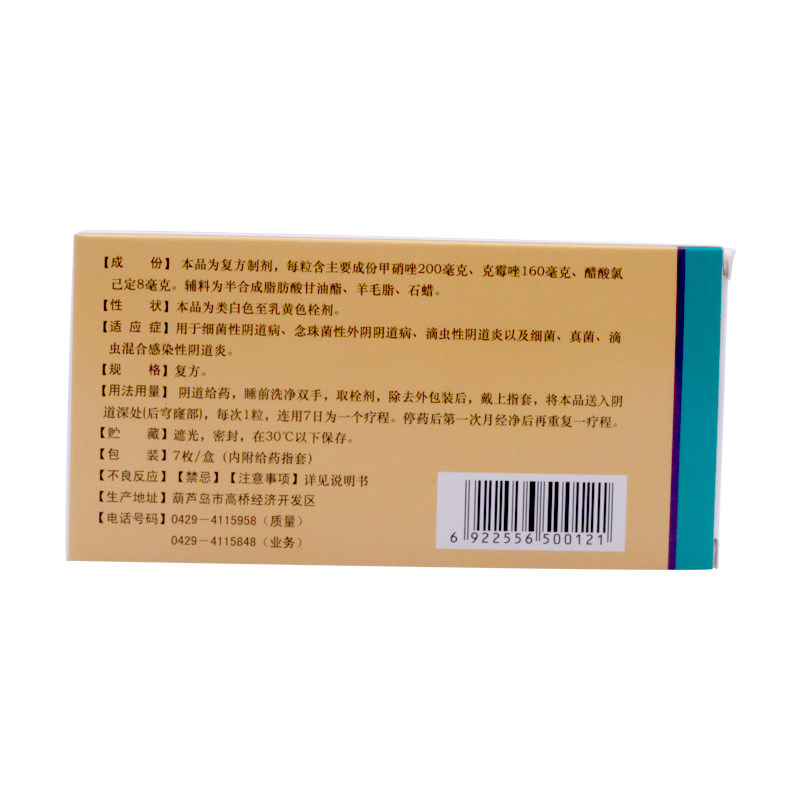 【成 份】本品为复方制剂，每粒含主要成份甲硝唑200毫克、克霉唑160毫克、醋酸氯
己定8毫克。辅料为半合成脂肪酸甘油酯、羊毛脂、石蜡。
【性 状】本品为类白色至乳黄色栓剂。
【适应症】用于细菌性阴道病、念珠菌性外阴阴道病、滴虫性阴道炎以及细菌、真菌、滴
虫混合感染性阴道炎。
【规 格】复方。
【用法用量】阴道给药，睡前洗净双手，取栓剂，除去外包装后，戴上指套，将本品送入阴
道深处(后穹窿部)，每次1粒，连用7日为一个疗程。停药后第一次月经净后再重复一疗程。
【贮 藏】遮光，密封，在30℃以下保存。
【包 装】7枚/盒（内附给药指套）
【不良反应】【禁忌】【注意事项】详见说明书
【生产地址】葫芦岛市高桥经济开发区
【电话号码】0429－4115958（质量）
0429－4115848（业务）
6 922556 500121